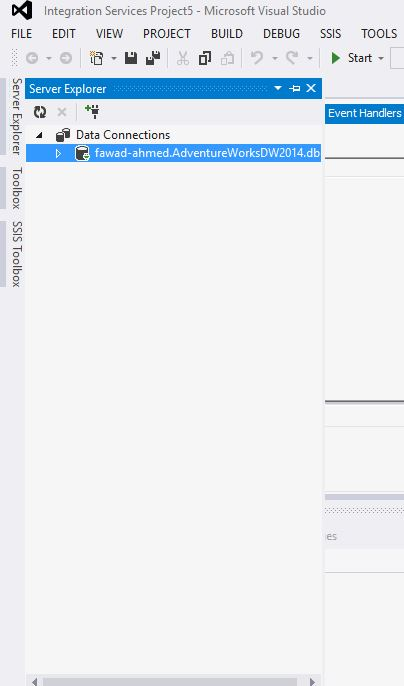 Integration Services Project5 - Microsoft Visual Studio
FILE EDIT VIEW PROJECT BUILD DEBUG SSIS TOOLS
Start
Server Explorer
Toolbox
SSIS Toolbox
Server Explorer
Data Connections
fawad-ahmed.AdventureWorksDW2014.db
Event Handlers